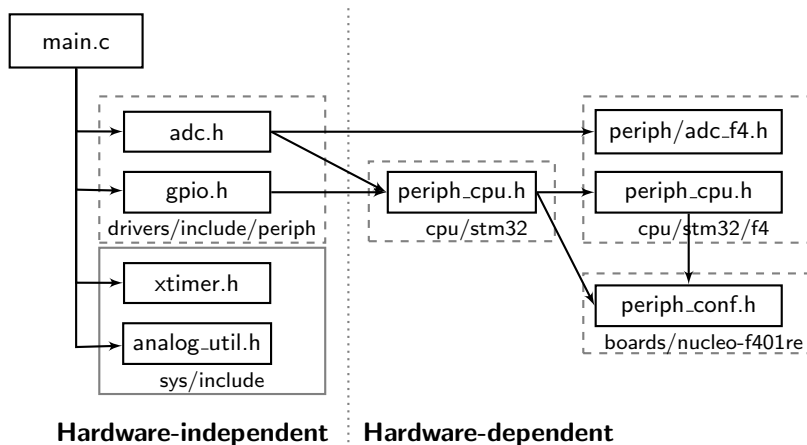 main.c
adc.h
periph/adc_f4.h
gpio.h
periph_cpu.h
periph_cpu.h
drivers/include/periph
cpu/stm32
cpu/stm32/f4
xtimer.h
periph_conf.h
analog_util.h
boards/nucleo-f401re
sys/include
Hardware-independent
Hardware-dependent